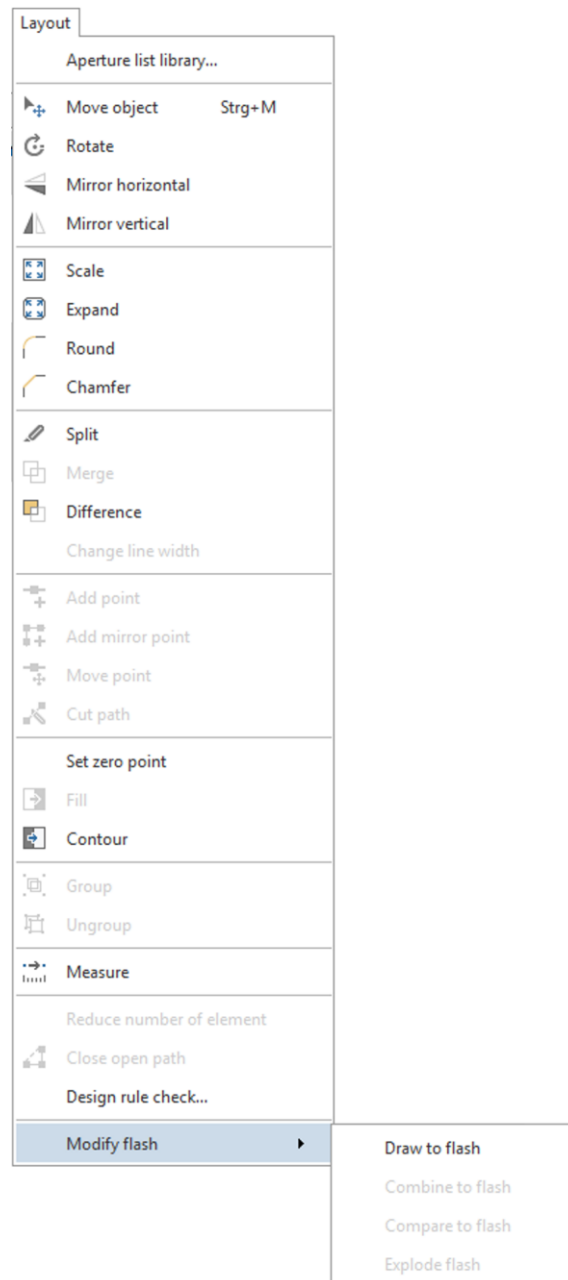 Layout
Aperture list library...
Move object Strg+M
Rotate
Mirror horizontal
Mirror vertical
Scale
Expand
Round
Chamfer
Split
Merge
Difference
Change line width
Add point
Add mirror point
Move point
Cut path
Set zero point
Fill
Contour
Group
Ungroup
Measure
Reduce number of element
Close open path
Design rule check...
Modify flash
Draw to flash
Combine to flash
Compare to flash
Explode flash